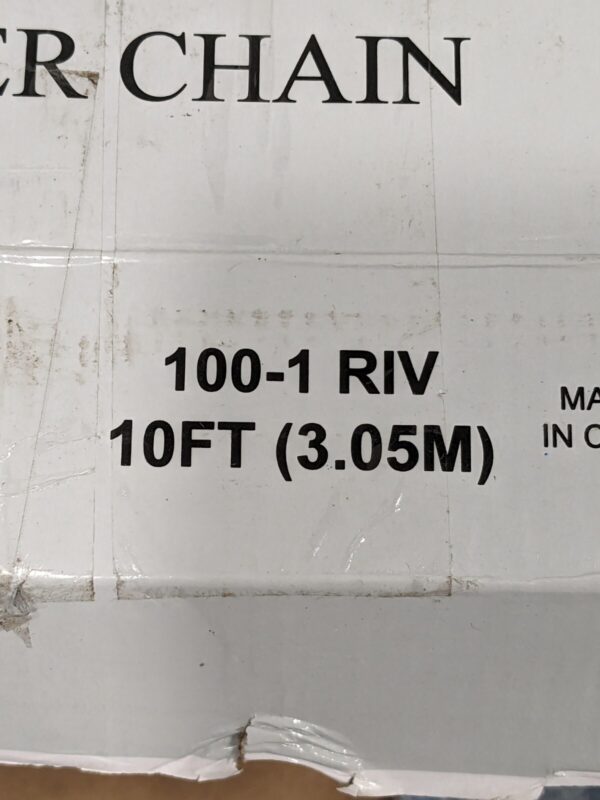 ER CHAIN
100-1 RIV
10FT (3.05M)
MA
IN C